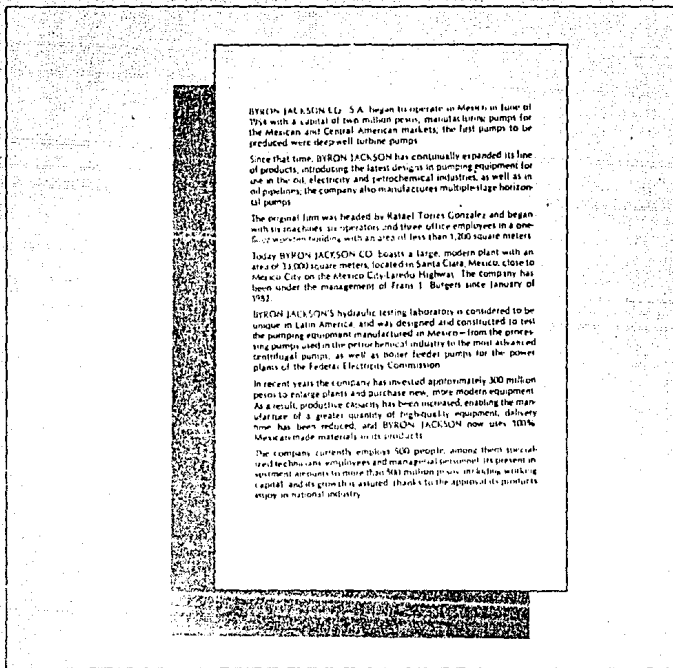 BYRON JACKSON CO., S.A. began to operate in Mexico in June of
1954 with a capital of two million pesos, manufacturing pumps for
the Mexican and Central American markets; the first pumps to be
produced were deep-well turbine pumps.
Since that time, BYRON JACKSON has continually expanded its line
of products, introducing the latest designs in pumping equipment for
use in the oil, electricity and petrochemical industries, as well as in
oil pipelines; the company also manufactures multiple-stage horizon-
tal pumps.
The original firm was headed by Rafael Torres González and began
with six machines, six operators and three office employees in a one-
floor wooden building with an area of less than 1,200 square meters.
Today BYRON JACKSON CO. boasts a large, modern plant with an
area of 33,000 square meters, located in Santa Clara, Mexico, close to
Mexico City on the Mexico City-Laredo Highway. The company has
been under the management of Frans J. Burgers since January of
BYRON JACKSON'S hydraulic testing laboratory is considered to be
unique in Latin America, and was designed and constructed to test
the pumping equipment manufactured in Mexico—from the proces-
sing pumps used in the petrochemical industry to the most advanced
centrifugal pumps, as well as boiler feeder pumps for the power
plants of the Federal Electricity Commission.
In recent years the company has invested approximately 300 million
pesos to enlarge plants and purchase new, more modern equipment.
As a result, productive capacity has been increased, enabling the man-
ufacture of a greater quantity of high-quality equipment, delivery
time has been reduced, and BYRON JACKSON now uses 100%
Mexican-made materials in its products.
The company currently employs 500 people, among them special-
ized technicians, employees and managerial personnel. Its present in-
vestment amounts to more than 500 million pesos, including working
capital, and its growth is assured, thanks to the approval its products
enjoy in national industry.